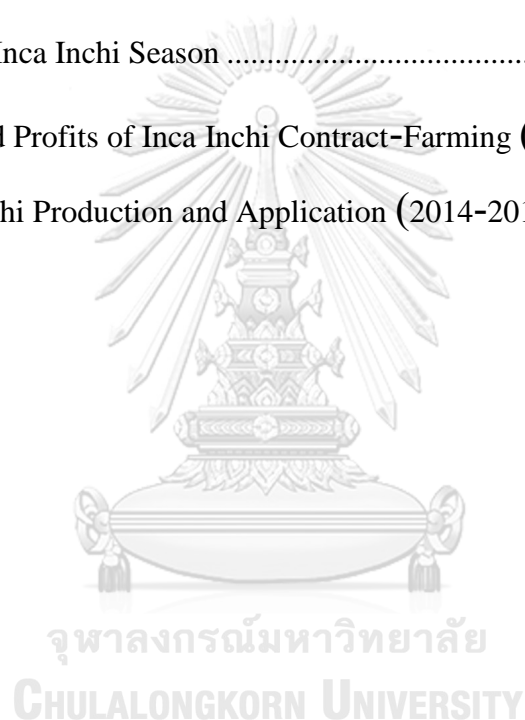 Inca Inchi Season ....................................
d Profits of Inca Inchi Contract-Farming (
hi Production and Application (2014-201
จุฬาลงกรณ์มหาวิทยาลัย
CHULALONGKORN UNIVERSITY